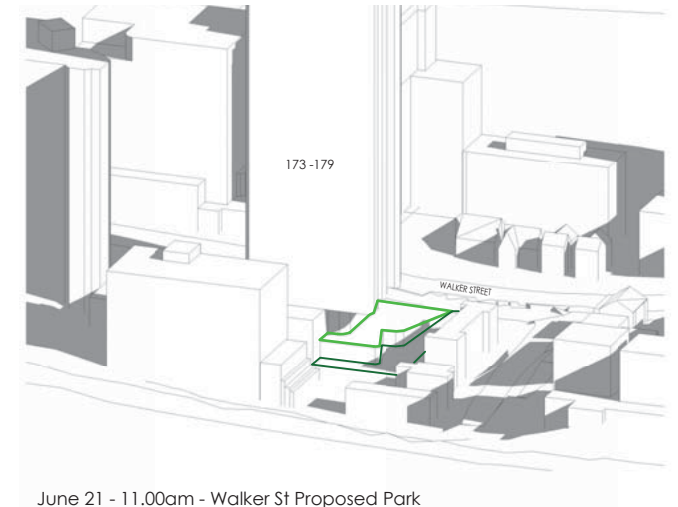 173 -179
WALKER STREET
June 21 - 11.00am - Walker St Proposed Park